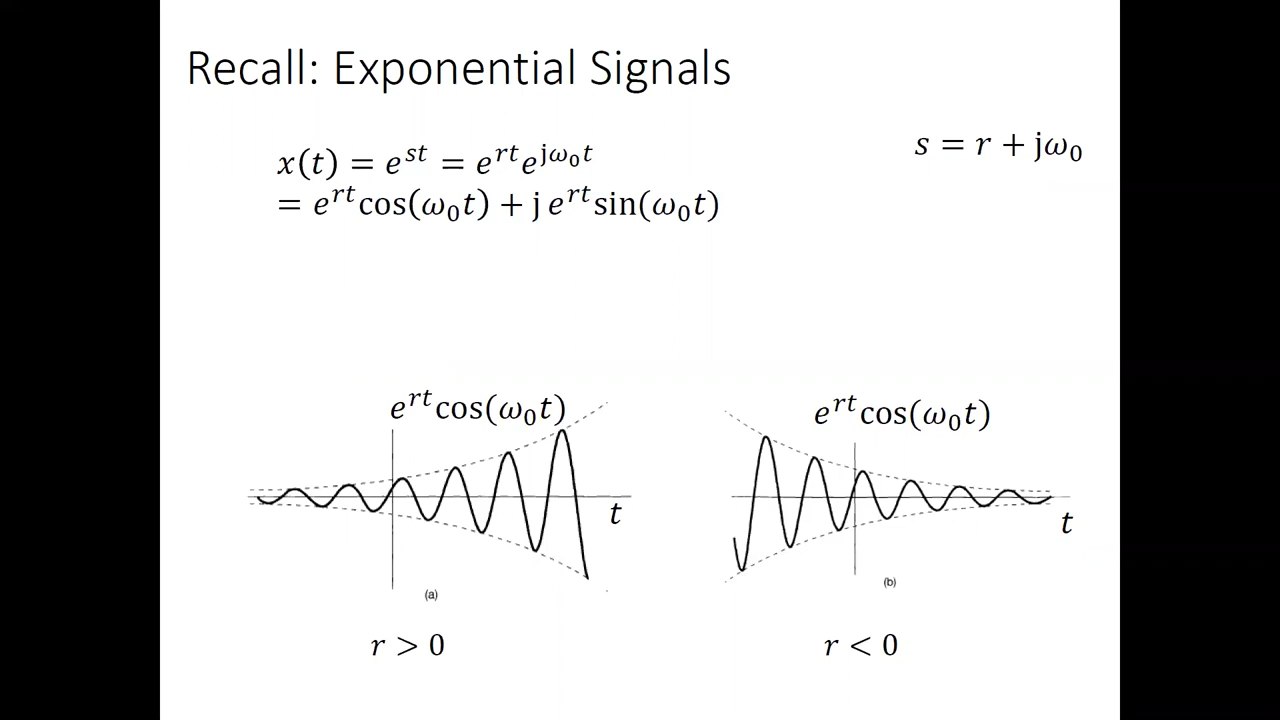 Recall: Exponential Signals
x(t) = e^{st} = e^{rt}e^{jω₀t}
s = r + jω₀
= e^{rt}cos(ω₀t) + j e^{rt}sin(ω₀t)
e^{rt}cos(ω₀t)
t
(a)
r > 0
e^{rt}cos(ω₀t)
t
(b)
r < 0